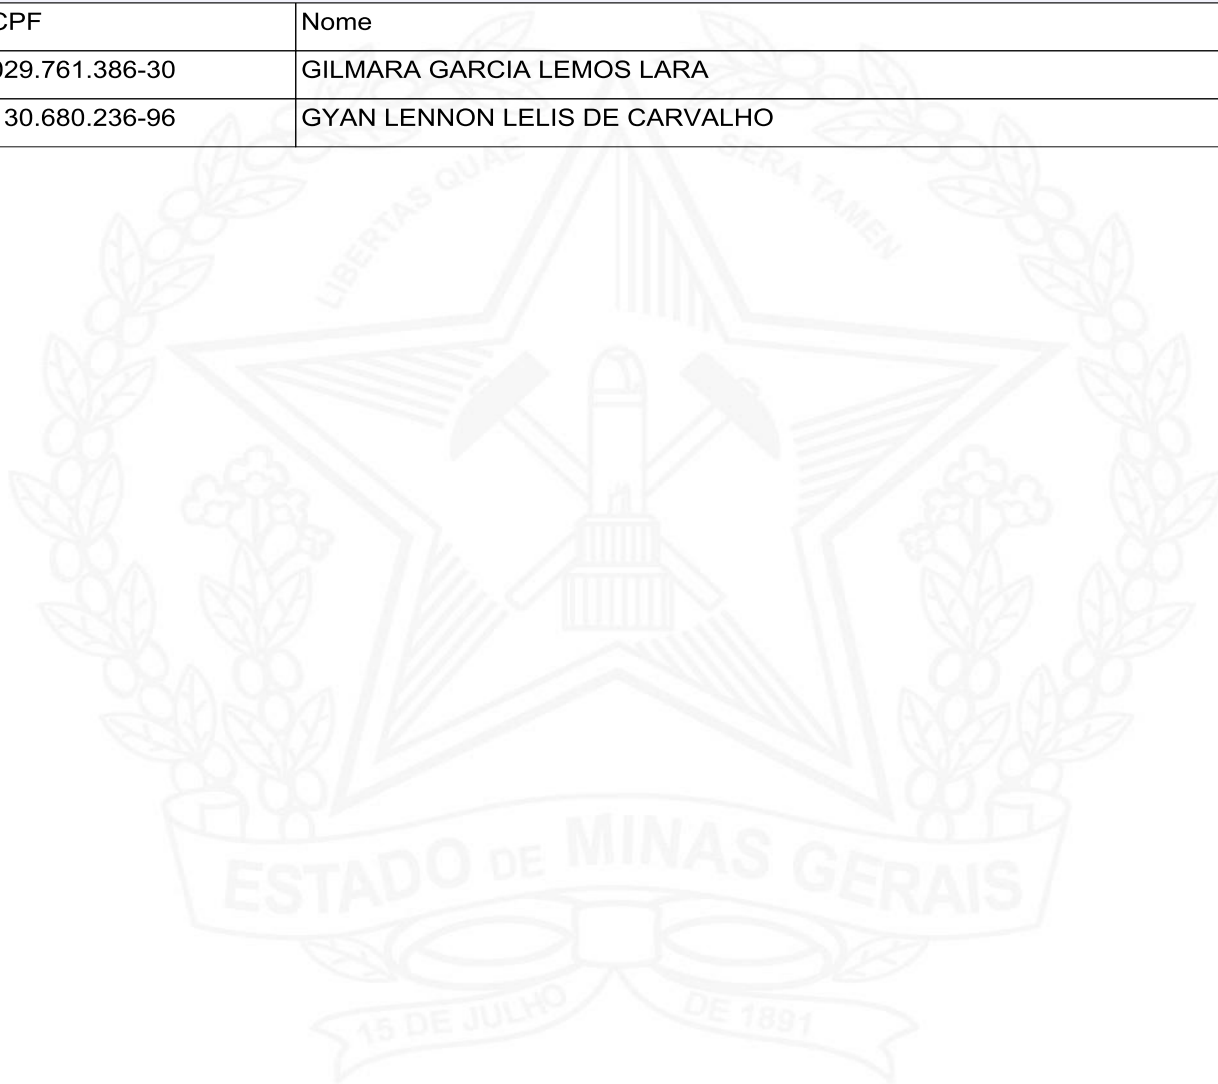 CPF Nome
029.761.386-30 GILMARA GARCIA LEMOS LARA
30.680.236-96 GYAN LENNON LELIS DE CARVALHO
LIBERTAS QUAE SERA TAMEN
ESTADO DE MINAS GERAIS
15 DE JULHO DE 1891